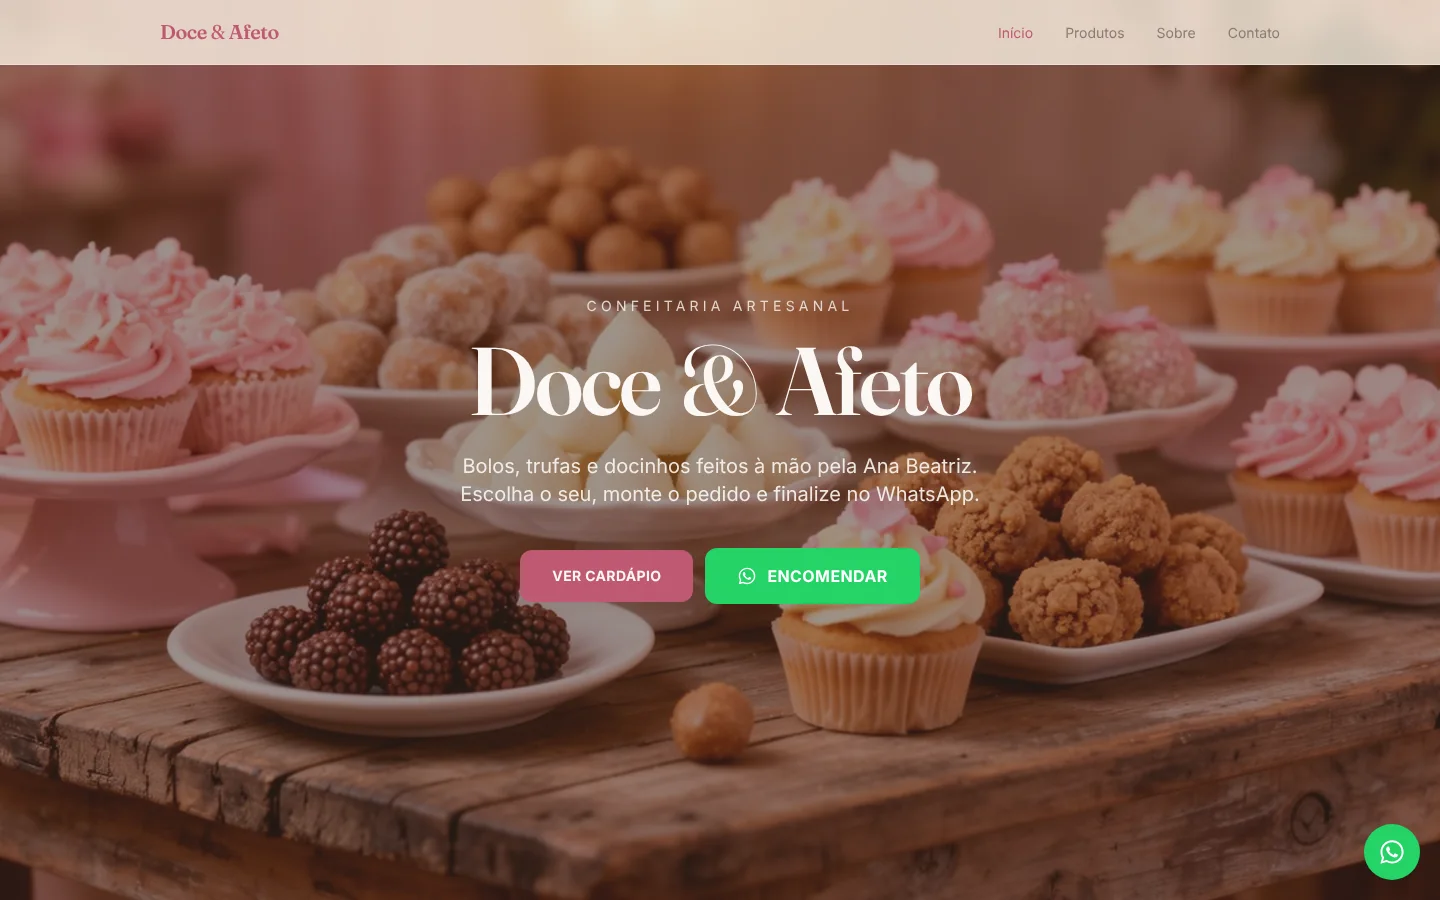 Doce & Afeto
Início
Produtos
Sobre
Contato
CONFEITARIA ARTESANAL
Doce & Afeto
Bolos, trufas e docinhos feitos à mão pela Ana Beatriz.
Escolha o seu, monte o pedido e finalize no WhatsApp.
VER CARDÁPIO
ENCOMENDAR